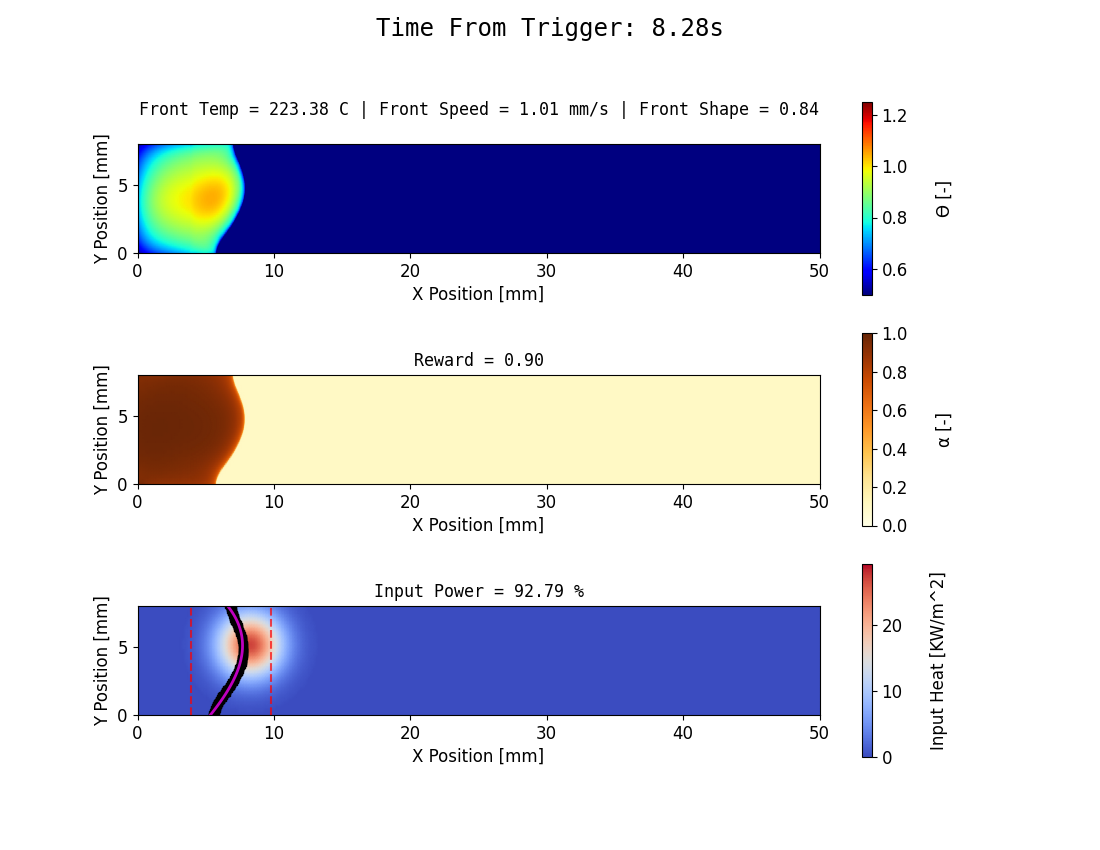 Time From Trigger: 8.28s
Front Temp = 223.38 C | Front Speed = 1.01 mm/s | Front Shape = 0.84
Y Position [mm]
5
0
0 10 20 30 40 50
X Position [mm]
1.2
1.0
0.8
0.6
Θ [-]
Reward = 0.90
Y Position [mm]
5
0
0 10 20 30 40 50
X Position [mm]
1.0
0.8
0.6
0.4
0.2
0.0
α [-]
Input Power = 92.79 %
Y Position [mm]
5
0
0 10 20 30 40 50
X Position [mm]
20
10
0
Input Heat [KW/m^2]